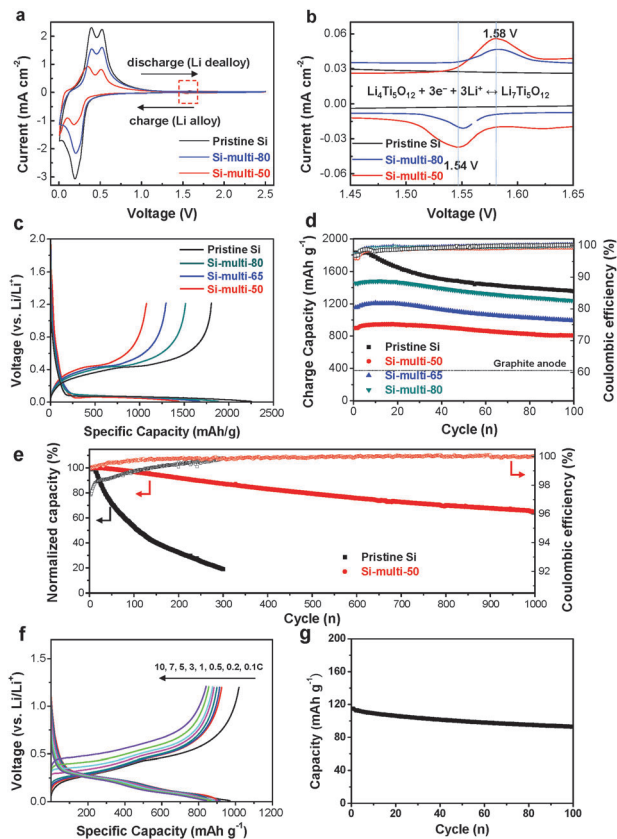 a
discharge (Li dealloy)
charge (Li alloy)
Pristine Si
Si-multi-80
Si-multi-50
Current (mA cm⁻²)
3
2
1
0
-1
-2
-3
0.0 0.5 1.0 1.5 2.0 2.5
Voltage (V)
b
1.58 V
Li₄Ti₅O₁₂ + 3e⁻ + 3Li⁺ ↔ Li₇Ti₅O₁₂
Pristine Si
Si-multi-80
Si-multi-50
1.54 V
Current (mA cm⁻²)
0.06
0.03
0.00
-0.03
-0.06
1.45 1.50 1.55 1.60 1.65
Voltage (V)
c
Pristine Si
Si-multi-80
Si-multi-65
Si-multi-50
Voltage (vs. Li/Li⁺)
2.0
1.6
1.2
0.8
0.4
0.0
0 500 1000 1500 2000 2500
Specific Capacity (mAh/g)
d
Charge Capacity (mAh g⁻¹)
2000
1600
1200
900
600
300
0
Pristine Si
Si-multi-50
Si-multi-65
Si-multi-80
Graphite anode
100
90
80
70
60
Coulombic efficiency (%)
0 20 40 60 80 100
Cycle (n)
e
Normalized capacity (%)
100
80
60
40
20
0
Pristine Si
Si-multi-50
100
98
96
94
92
Coulombic efficiency (%)
0 100 200 300 400 500 600 700 800 900 1000
Cycle (n)
f
10, 7, 5, 3, 1, 0.5, 0.2, 0.1C
Voltage (vs. Li/Li⁺)
1.5
1.0
0.5
0.0
200 400 600 800 1000 1200
Specific Capacity (mAh g⁻¹)
g
Capacity (mAh g⁻¹)
200
160
120
80
40
0
0 20 40 60 80 100
Cycle (n)